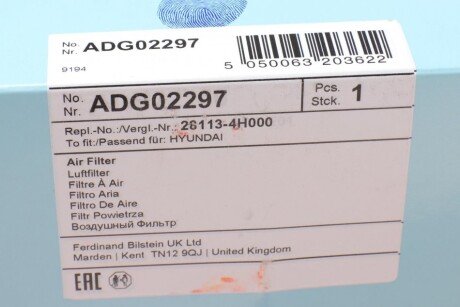 No.
Nr. ADG02297
9194
5 050063 203622
No.
Nr. ADG02297
Pcs.
Stck. 1
Repl.-No.:/Vergl.-Nr.: 28113-4H000
To fit:/Passend für: HYUNDAI
Air Filter
Luftfilter
Filtre À Air
Filtro Aria
Filtro De Aire
Filtr Powietrza
Воздушный Фильтр
Ferdinand Bilstein UK Ltd
Marden | Kent TN12 9QJ | United Kingdom
EAC